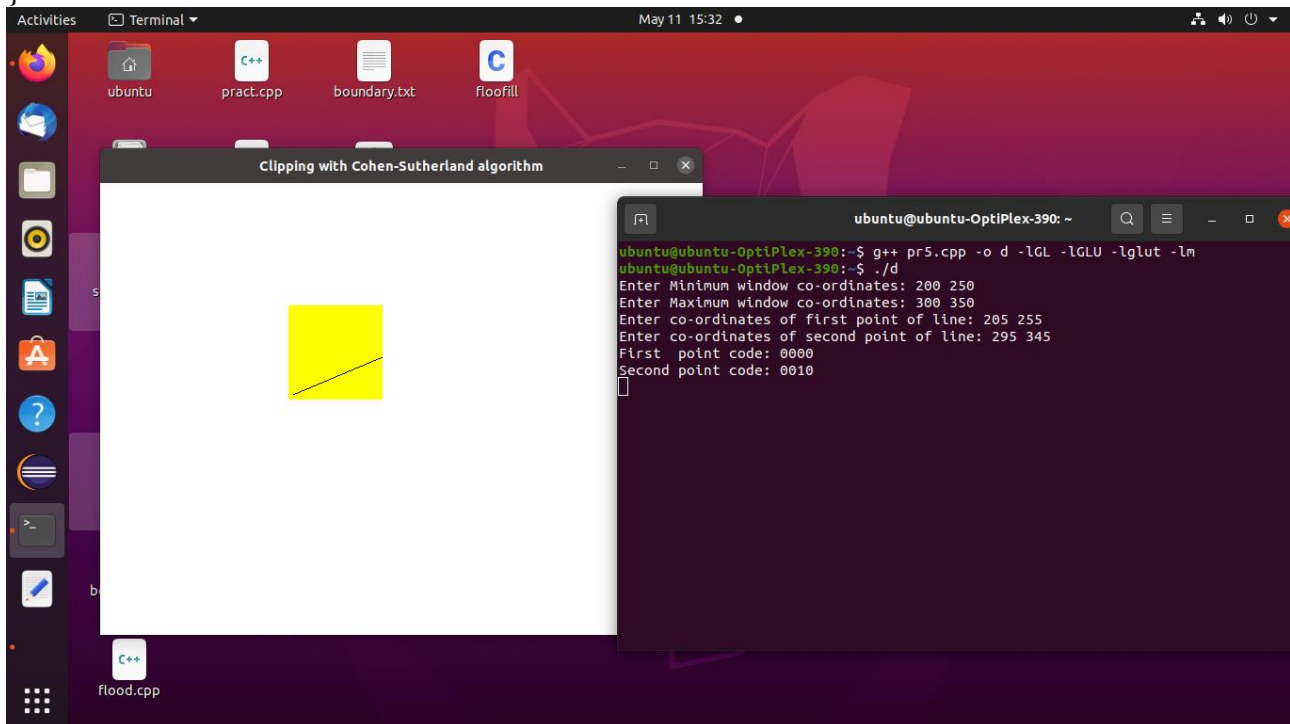 Activities Terminal May 11 15:32
ubuntu pract.cpp boundary.txt floofill
Clipping with Cohen-Sutherland algorithm
ubuntu@ubuntu-OptiPlex-390: ~
ubuntu@ubuntu-OptiPlex-390:~$ g++ pr5.cpp -o d -lGL -lGLU -lglut -lm
ubuntu@ubuntu-OptiPlex-390:~$ ./d
Enter Minimum window co-ordinates: 200 250
Enter Maximum window co-ordinates: 300 350
Enter co-ordinates of first point of line: 205 255
Enter co-ordinates of second point of line: 295 345
First  point code: 0000
Second point code: 0010
flood.cpp